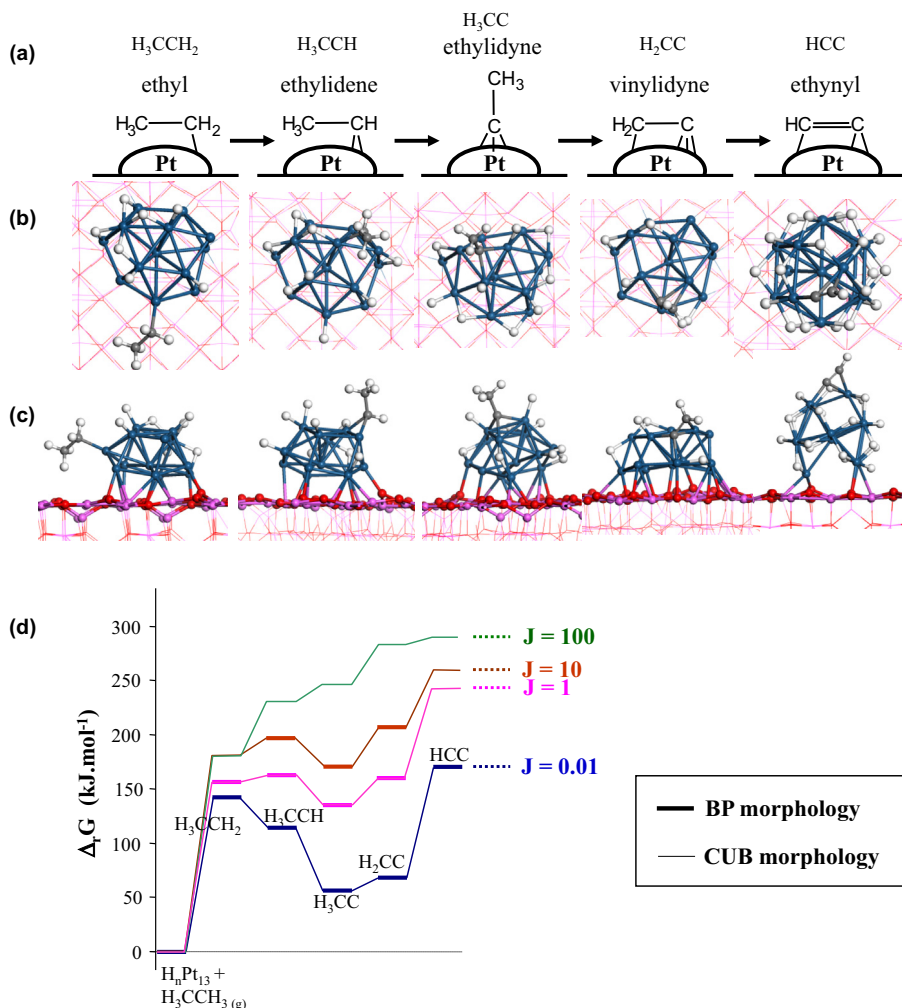 (a)
H₃CCH₂
ethyl
H₃C CH₂
Pt
H₃CCH
ethylidene
H₃C CH
Pt
H₃CC
ethylidyne
CH₃
C
Pt
H₂CC
vinylidyne
H₂C C
Pt
HCC
ethynyl
HC C
Pt
(b)
(c)
(d)
ΔᵣG (kJ.mol⁻¹)
300
250
200
150
100
50
0
J = 100
J = 10
J = 1
J = 0.01
H₃CCH₂
H₃CCH
H₃CC
H₂CC
HCC
HₙPt₁₃ +
H₃CCH₃ (g)
BP morphology
CUB morphology